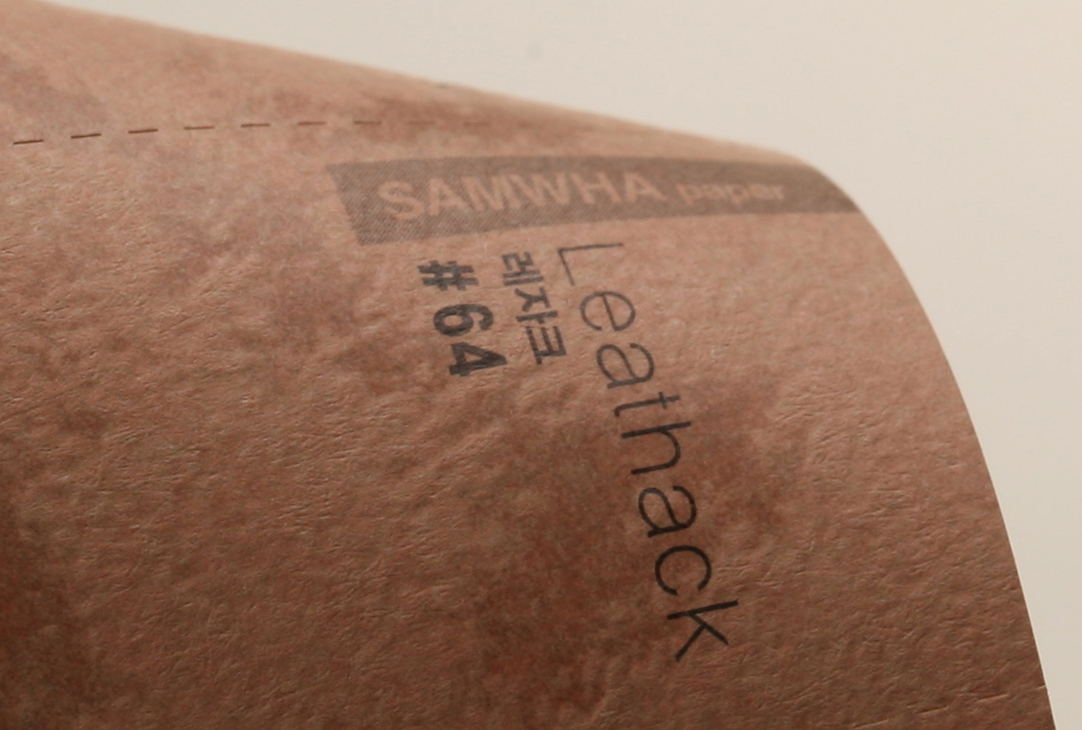 SAMWHA paper
Leathack
레자크
#64